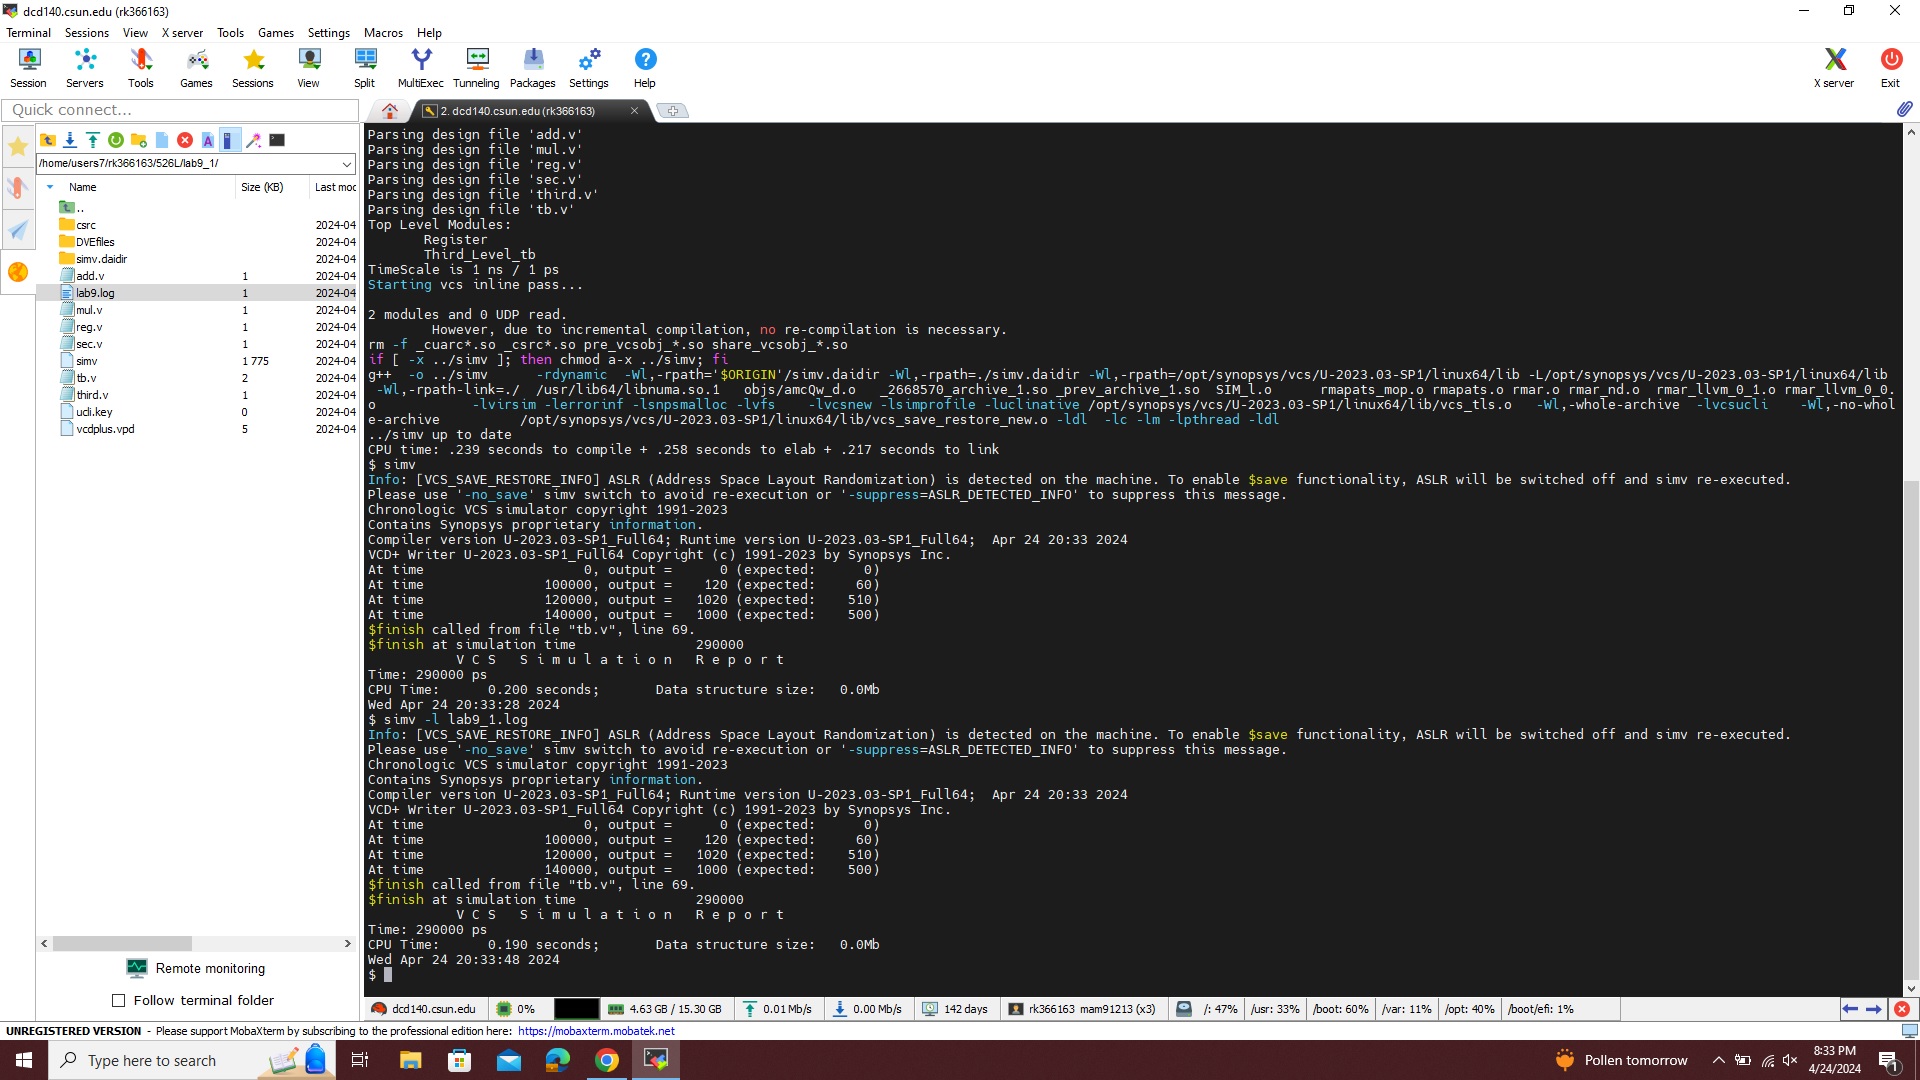 dcd140.csun.edu (rk366163)
Terminal Sessions View X server Tools Games Settings Macros Help
Session Servers Tools Games Sessions View Split MultiExec Tunneling Packages Settings Help X server Exit
Quick connect...
2. dcd140.csun.edu (rk366163)
/home/users7/rk366163/526L/lab9_1/
Name Size (KB) Last moc
..
csrc 2024-04
DVEfiles 2024-04
simv.daidir 2024-04
add.v 1 2024-04
lab9.log 1 2024-04
mul.v 1 2024-04
reg.v 1 2024-04
sec.v 1 2024-04
simv 1 775 2024-04
tb.v 2 2024-04
third.v 1 2024-04
ucli.key 0 2024-04
vcdplus.vpd 5 2024-04
Remote monitoring
Follow terminal folder
Parsing design file 'add.v'
Parsing design file 'mul.v'
Parsing design file 'reg.v'
Parsing design file 'sec.v'
Parsing design file 'third.v'
Parsing design file 'tb.v'
Top Level Modules:
Register
Third_Level_tb
TimeScale is 1 ns / 1 ps
Starting vcs inline pass...
2 modules and 0 UDP read.
However, due to incremental compilation, no re-compilation is necessary.
rm -f _cuarc*.so _csrc*.so pre_vcsobj_*.so share_vcsobj_*.so
if [ -x ../simv ]; then chmod a-x ../simv; fi
g++ -o ../simv -rdynamic -Wl,-rpath='$ORIGIN'/simv.daidir -Wl,-rpath=./simv.daidir -Wl,-rpath=/opt/synopsys/vcs/U-2023.03-SP1/linux64/lib -L/opt/synopsys/vcs/U-2023.03-SP1/linux64/lib
-Wl,-rpath-link=./ /usr/lib64/libnuma.so.1 objs/amcQw_d.o _2668570_archive_1.so _prev_archive_1.so SIM_l.o rmapats_mop.o rmapats.o rmar.o rmar_nd.o rmar_llvm_0_1.o rmar_llvm_0_0.
o -lvirsim -lerrorinf -lsnpsmalloc -lvfs -lvcsnew -lsimprofile -luclinative /opt/synopsys/vcs/U-2023.03-SP1/linux64/lib/vcs_tls.o -Wl,-whole-archive -lvcsucli -Wl,-no-whol
e-archive /opt/synopsys/vcs/U-2023.03-SP1/linux64/lib/vcs_save_restore_new.o -ldl -lc -lm -lpthread -ldl
../simv up to date
CPU time: .239 seconds to compile + .258 seconds to elab + .217 seconds to link
$ simv
Info: [VCS_SAVE_RESTORE_INFO] ASLR (Address Space Layout Randomization) is detected on the machine. To enable $save functionality, ASLR will be switched off and simv re-executed.
Please use '-no_save' simv switch to avoid re-execution or '-suppress=ASLR_DETECTED_INFO' to suppress this message.
Chronologic VCS simulator copyright 1991-2023
Contains Synopsys proprietary information.
Compiler version U-2023.03-SP1_Full64; Runtime version U-2023.03-SP1_Full64; Apr 24 20:33 2024
VCD+ Writer U-2023.03-SP1_Full64 Copyright (c) 1991-2023 by Synopsys Inc.
At time 0, output = 0 (expected: 0)
At time 100000, output = 120 (expected: 60)
At time 120000, output = 1020 (expected: 510)
At time 140000, output = 1000 (expected: 500)
$finish called from file "tb.v", line 69.
$finish at simulation time 290000
V C S S i m u l a t i o n R e p o r t
Time: 290000 ps
CPU Time: 0.200 seconds; Data structure size: 0.0Mb
Wed Apr 24 20:33:28 2024
$ simv -l lab9_1.log
Info: [VCS_SAVE_RESTORE_INFO] ASLR (Address Space Layout Randomization) is detected on the machine. To enable $save functionality, ASLR will be switched off and simv re-executed.
Please use '-no_save' simv switch to avoid re-execution or '-suppress=ASLR_DETECTED_INFO' to suppress this message.
Chronologic VCS simulator copyright 1991-2023
Contains Synopsys proprietary information.
Compiler version U-2023.03-SP1_Full64; Runtime version U-2023.03-SP1_Full64; Apr 24 20:33 2024
VCD+ Writer U-2023.03-SP1_Full64 Copyright (c) 1991-2023 by Synopsys Inc.
At time 0, output = 0 (expected: 0)
At time 100000, output = 120 (expected: 60)
At time 120000, output = 1020 (expected: 510)
At time 140000, output = 1000 (expected: 500)
$finish called from file "tb.v", line 69.
$finish at simulation time 290000
V C S S i m u l a t i o n R e p o r t
Time: 290000 ps
CPU Time: 0.190 seconds; Data structure size: 0.0Mb
Wed Apr 24 20:33:48 2024
$
dcd140.csun.edu 0% 4.63 GB / 15.30 GB 0.01 Mb/s 0.00 Mb/s 142 days rk366163 mam91213 (x3) /: 47% /usr: 33% /boot: 60% /var: 11% /opt: 40% /boot/efi: 1%
UNREGISTERED VERSION - Please support MobaXterm by subscribing to the professional edition here: https://mobaxterm.mobatek.net
Type here to search
Pollen tomorrow
8:33 PM
4/24/2024
1